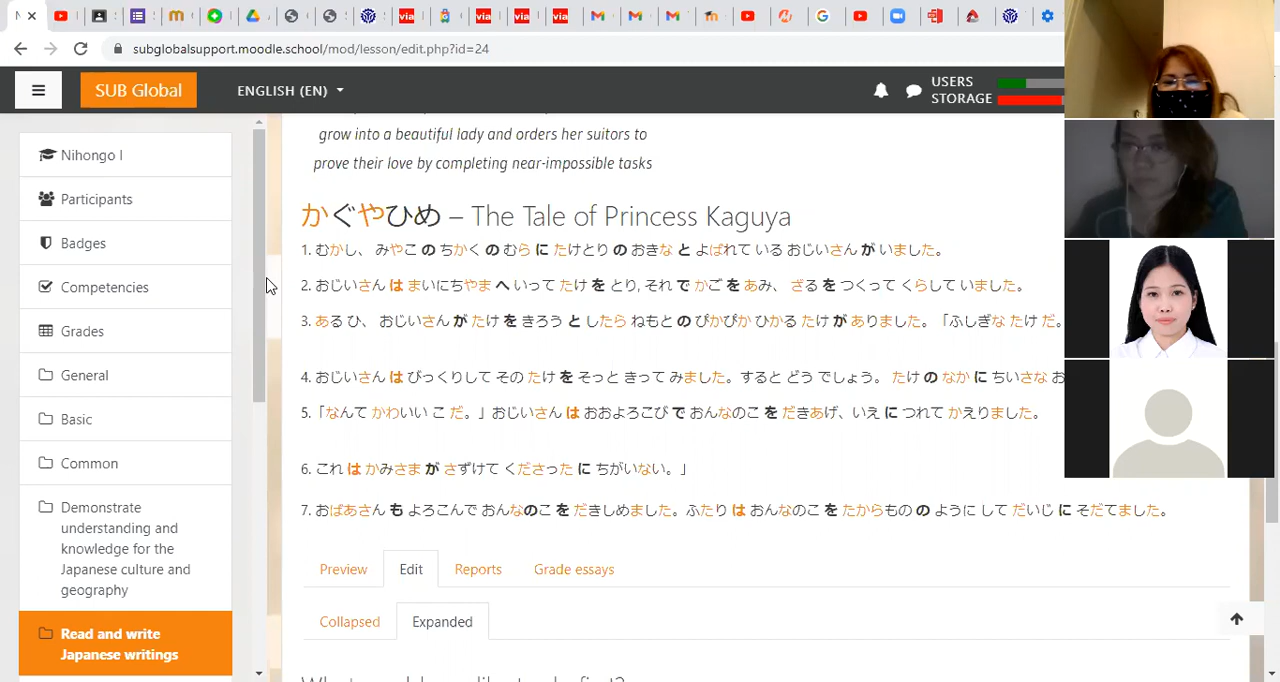 N
via
via
via
via
G
subglobalsupport.moodle.school/mod/lesson/edit.php?id=24
SUB Global
ENGLISH (EN)
USERS
STORAGE
Nihongo I
Participants
Badges
Competencies
Grades
General
Basic
Common
Demonstrate
understanding and
knowledge for the
Japanese culture and
geography
Read and write
Japanese writings
grow into a beautiful lady and orders her suitors to
prove their love by completing near-impossible tasks
かぐやひめ – The Tale of Princess Kaguya
1. むかし、 みやこ の ちかく の むら に たけとり の おきな と よばれて いる おじいさん が いました。
2. おじいさん は まいにちやま へ いって たけ を とり, それ で かご を あみ、 ざる を つくって くらして いました。
3. ある ひ、 おじいさん が たけ を きろう と したら ねもと の ぴかぴか ひかる たけ が ありました。「ふしぎな たけ だ。
4. おじいさん は びっくりして その たけ を そっと きって みました。すると どう でしょう。 たけ の なか に ちいさな お
5. 「なんて かわいい こ だ。」おじいさん は おおよろこび で おんなのこ を だきあげ、いえ に つれて かえりました。
6. これ は かみさま が さずけて くださった に ちがいない。」
7. おばあさん も よろこんで おんなのこ を だきしめました。ふたり は おんなのこ を たからもの の ように して だいじ に そだてました。
Preview
Edit
Reports
Grade essays
Collapsed
Expanded